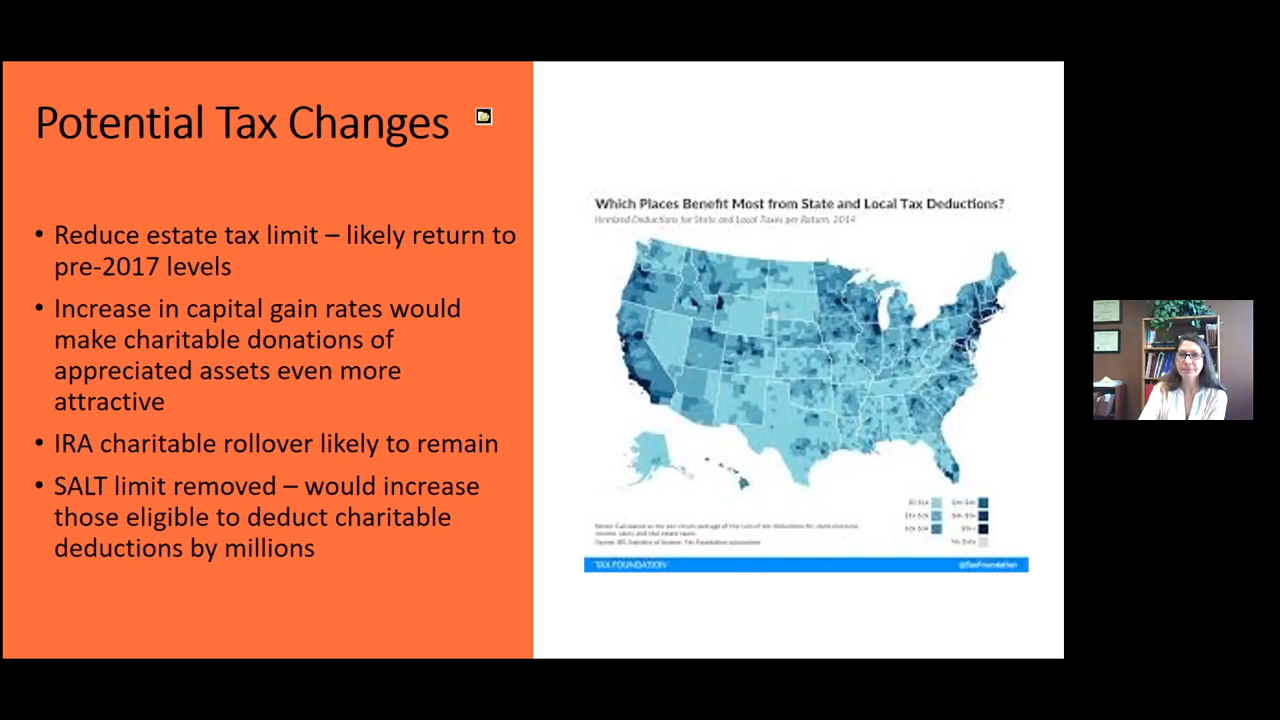 Potential Tax Changes
• Reduce estate tax limit – likely return to
pre-2017 levels
• Increase in capital gain rates would
make charitable donations of
appreciated assets even more
attractive
• IRA charitable rollover likely to remain
• SALT limit removed – would increase
those eligible to deduct charitable
deductions by millions
Which Places Benefit Most from State and Local Tax Deductions?
Itemized Deductions for State and Local Taxes per Return, 2014
No Data
TAX FOUNDATION
@TaxFoundation